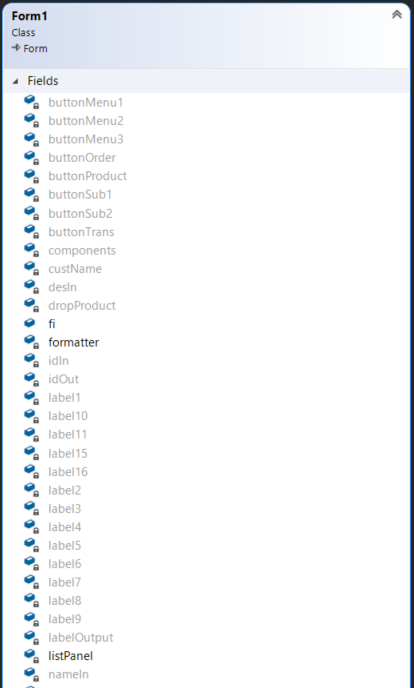 Form1
Class
Form
Fields
buttonMenu1
buttonMenu2
buttonMenu3
buttonOrder
buttonProduct
buttonSub1
buttonSub2
buttonTrans
components
custName
desIn
dropProduct
fi
formatter
idIn
idOut
label1
label10
label11
label15
label16
label2
label3
label4
label5
label6
label7
label8
label9
labelOutput
listPanel
nameIn